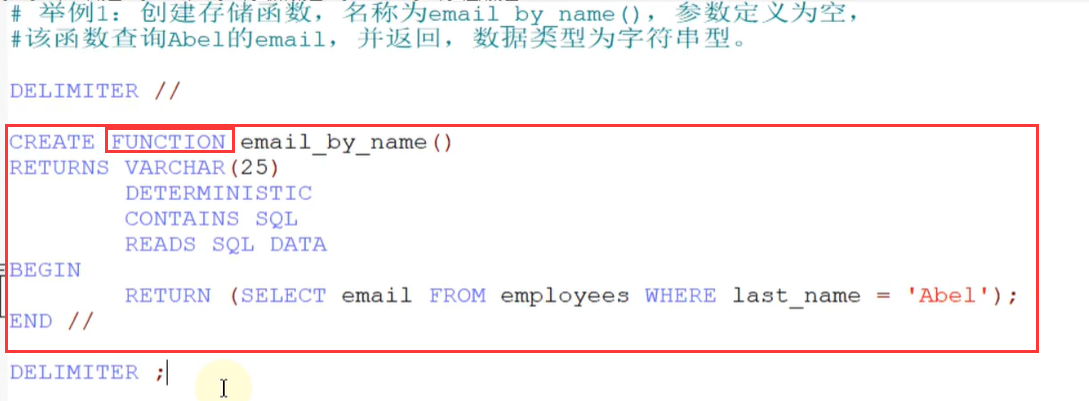 # 举例1：创建存储函数，名称为email_by_name()，参数定义为空，
#该函数查询Abel的email，并返回，数据类型为字符串型。
DELIMITER //
CREATE FUNCTION email_by_name()
RETURNS VARCHAR(25)
DETERMINISTIC
CONTAINS SQL
READS SQL DATA
BEGIN
RETURN (SELECT email FROM employees WHERE last_name = 'Abel');
END //
DELIMITER ;